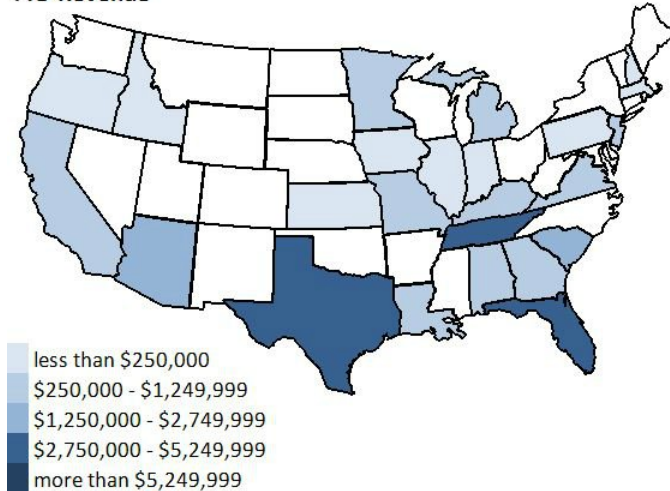 less than $250,000
$250,000 - $1,249,999
$1,250,000 - $2,749,999
$2,750,000 - $5,249,999
more than $5,249,999